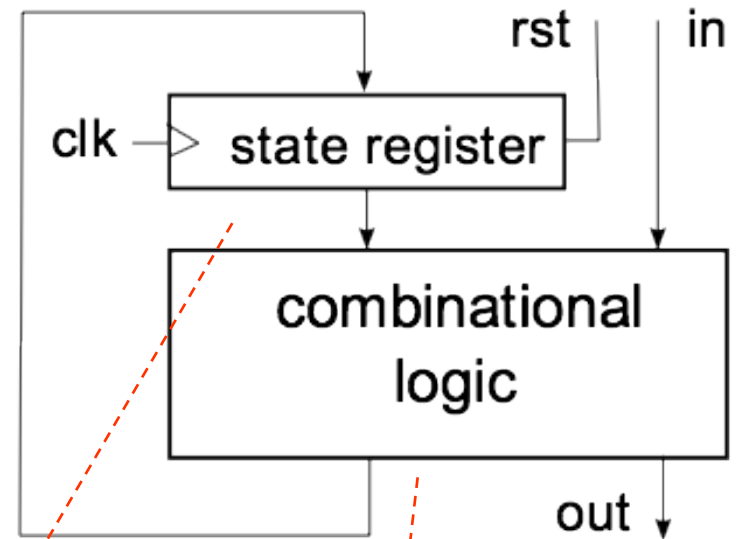 rst
in
clk
state register
combinational
logic
out